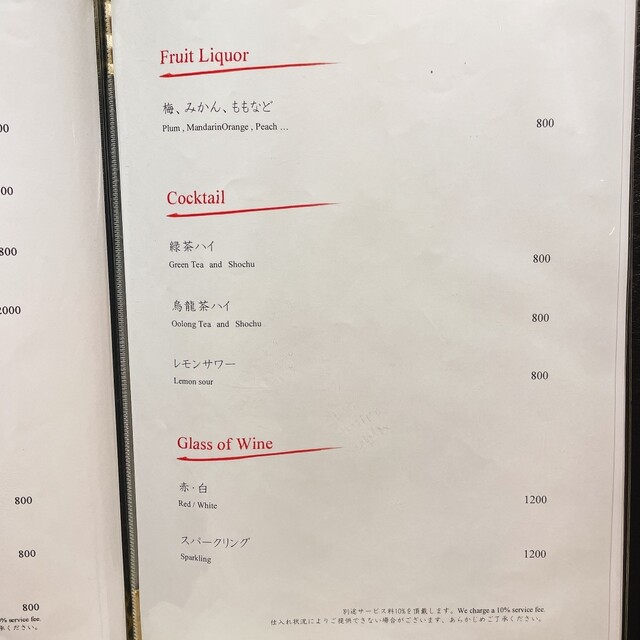 00
00
800
2000
800
800
800
0% service fee.
承ください。
Fruit Liquor
梅、みかん、ももなど
Plum , MandarinOrange , Peach … 800
Cocktail
緑茶ハイ
Green Tea and Shochu 800
烏龍茶ハイ
Oolong Tea and Shochu 800
レモンサワー
Lemon sour 800
Glass of Wine
赤・白
Red / White 1200
スパークリング
Sparkling 1200
別途サービス料10%を頂戴します。We charge a 10% service fee.
仕入れ状況によりご提供できない場合がございます。あらかじめご了承ください。